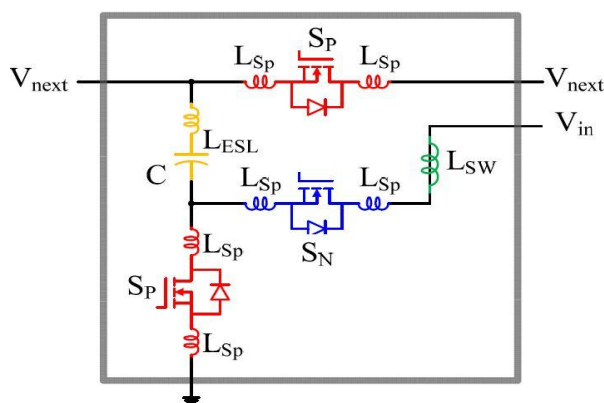 S_P
L_Sp
L_Sp
V_next
V_next
V_in
L_ESL
C
L_SW
L_Sp
L_Sp
S_N
L_Sp
S_P
L_Sp